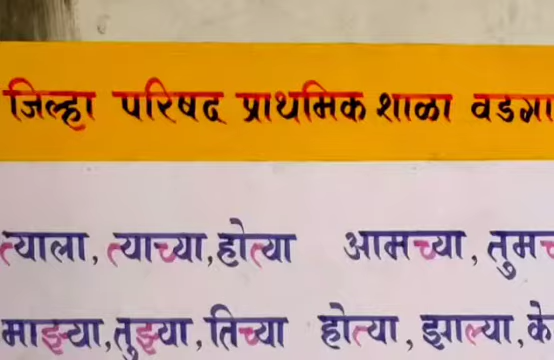 जिल्हा परिषद प्राथमिक शाळा
त्याला, त्याच्या, होत्या आमच्या,
माझ्या, तुझ्या, तिच्या होत्या, झाल्या,